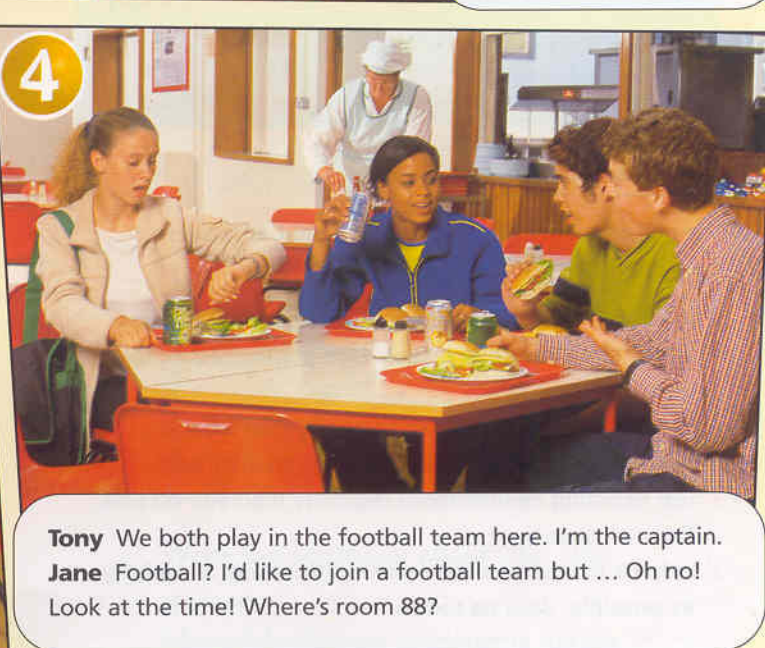 4
Tony We both play in the football team here. I'm the captain.
Jane Football? I'd like to join a football team but ... Oh no!
Look at the time! Where's room 88?